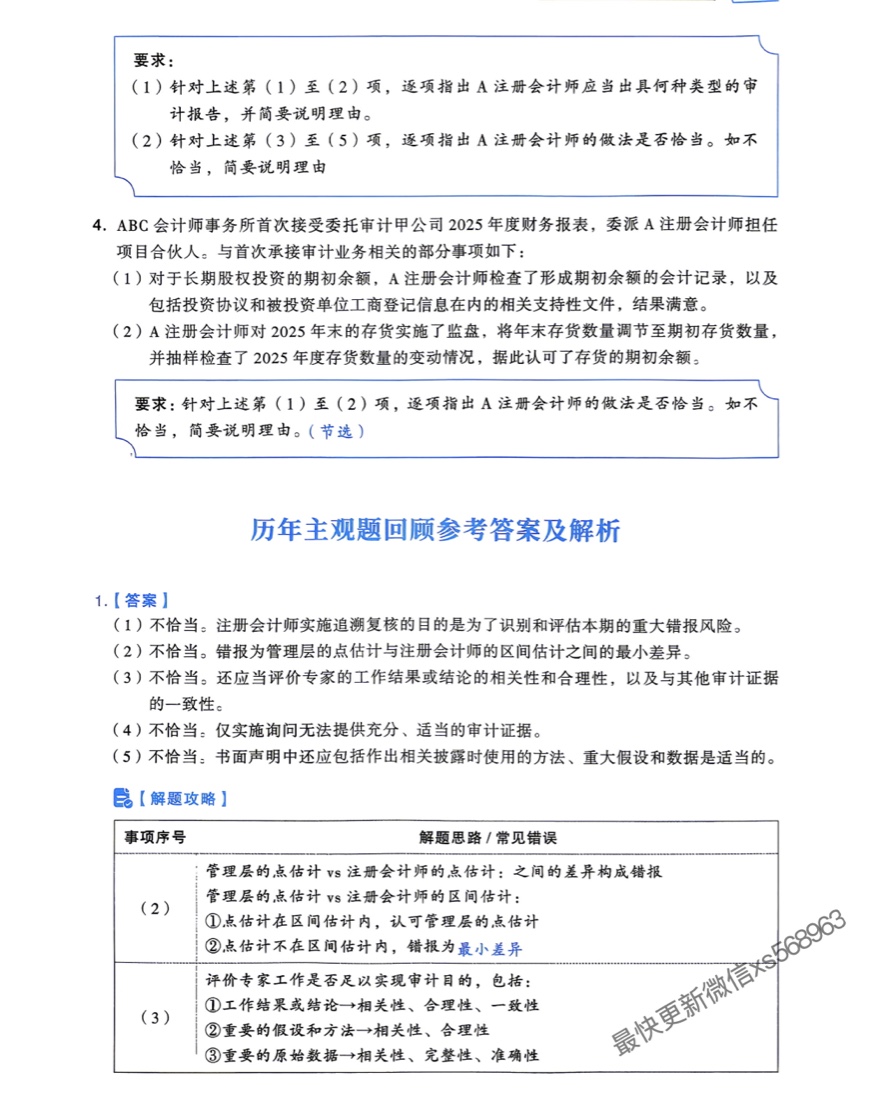 要求：
（1）针对上述第（1）至（2）项，逐项指出 A 注册会计师应当出具何种类型的审
计报告，并简要说明理由。
（2）针对上述第（3）至（5）项，逐项指出 A 注册会计师的做法是否恰当。如不
恰当，简要说明理由
4. ABC 会计师事务所首次接受委托审计甲公司 2025 年度财务报表，委派 A 注册会计师担任
项目合伙人。与首次承接审计业务相关的部分事项如下：
（1）对于长期股权投资的期初余额，A 注册会计师检查了形成期初余额的会计记录，以及
包括投资协议和被投资单位工商登记信息在内的相关支持性文件，结果满意。
（2）A 注册会计师对 2025 年末的存货实施了监盘，将年末存货数量调节至期初存货数量，
并抽样检查了 2025 年度存货数量的变动情况，据此认可了存货的期初余额。
要求：针对上述第（1）至（2）项，逐项指出 A 注册会计师的做法是否恰当。如不
恰当，简要说明理由。（节选）
历年主观题回顾参考答案及解析
1.【答案】
（1）不恰当。注册会计师实施追溯复核的目的是为了识别和评估本期的重大错报风险。
（2）不恰当。错报为管理层的点估计与注册会计师的区间估计之间的最小差异。
（3）不恰当。还应当评价专家的工作结果或结论的相关性和合理性，以及与其他审计证据
的一致性。
（4）不恰当。仅实施询问无法提供充分、适当的审计证据。
（5）不恰当。书面声明中还应包括作出相关披露时使用的方法、重大假设和数据是适当的。
【解题攻略】
事项序号 解题思路 / 常见错误
管理层的点估计 vs 注册会计师的点估计：之间的差异构成错报
管理层的点估计 vs 注册会计师的区间估计：
（2）
①点估计在区间估计内，认可管理层的点估计
②点估计不在区间估计内，错报为最小差异
评价专家工作是否足以实现审计目的，包括：
①工作结果或结论→相关性、合理性、一致性
（3）
②重要的假设和方法→相关性、合理性
③重要的原始数据→相关性、完整性、准确性
最快更新微信xs568963